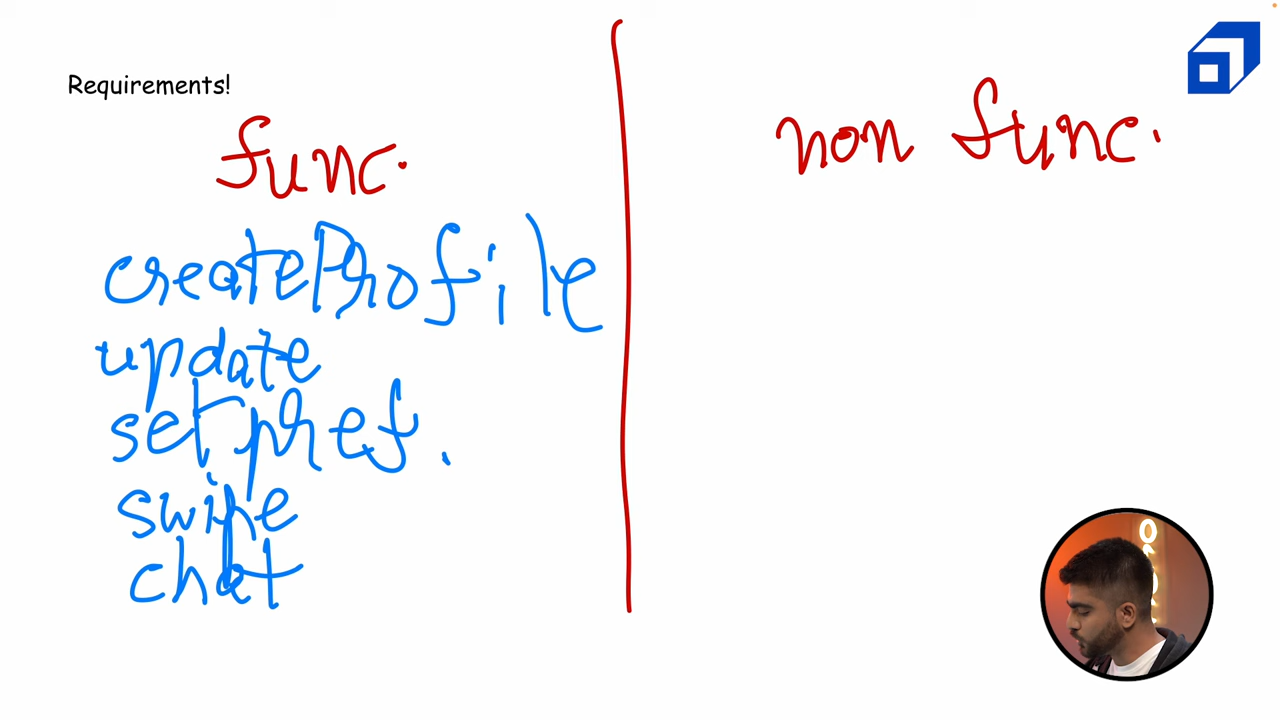 Requirements!
func.
createProfile
update
set pref.
swipe
chat
non func.